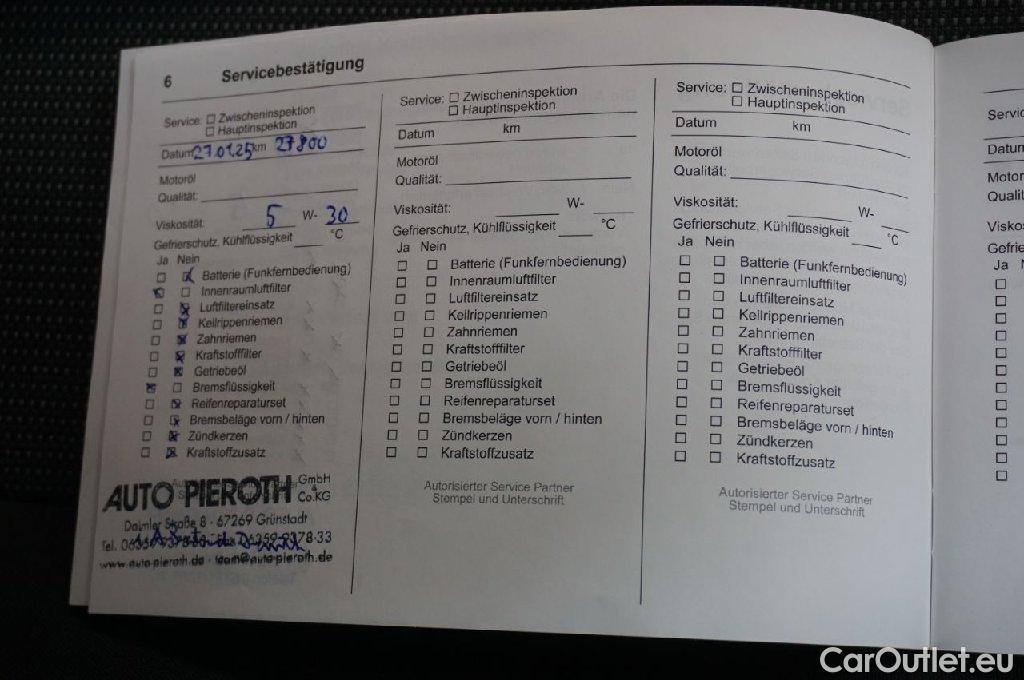 6 Servicebestätigung
Service: Zwischeninspektion
Hauptinspektion
Datum 27.01.25 km 27800
Motoröl
Qualität:
Viskosität: 5 W- 30
Gefrierschutz, Kühlflüssigkeit °C
Ja Nein
Batterie (Funkfernbedienung)
Innenraumluftfilter
Luftfiltereinsatz
Keilrippenriemen
Zahnriemen
Kraftstofffilter
Getriebeöl
Bremsflüssigkeit
Reifenreparaturset
Bremsbeläge vorn / hinten
Zündkerzen
Kraftstoffzusatz
AUTO PIEROTH GmbH & Co.KG
Daimler Straße 8 - 67269 Grünstadt
www.auto-pieroth.de - team@auto-pieroth.de
Service: Zwischeninspektion
Hauptinspektion
Datum km
Motoröl
Qualität:
Viskosität: W-
Gefrierschutz, Kühlflüssigkeit °C
Ja Nein
Batterie (Funkfernbedienung)
Innenraumluftfilter
Luftfiltereinsatz
Keilrippenriemen
Zahnriemen
Kraftstofffilter
Getriebeöl
Bremsflüssigkeit
Reifenreparaturset
Bremsbeläge vorn / hinten
Zündkerzen
Kraftstoffzusatz
Autorisierter Service Partner
Stempel und Unterschrift
Service: Zwischeninspektion
Hauptinspektion
Datum km
Motoröl
Qualität:
Viskosität: W-
Gefrierschutz, Kühlflüssigkeit °C
Ja Nein
Batterie (Funkfernbedienung)
Innenraumluftfilter
Luftfiltereinsatz
Keilrippenriemen
Zahnriemen
Kraftstofffilter
Getriebeöl
Bremsflüssigkeit
Reifenreparaturset
Bremsbeläge vorn / hinten
Zündkerzen
Kraftstoffzusatz
Autorisierter Service Partner
Stempel und Unterschrift
Ja
CarOutlet.eu